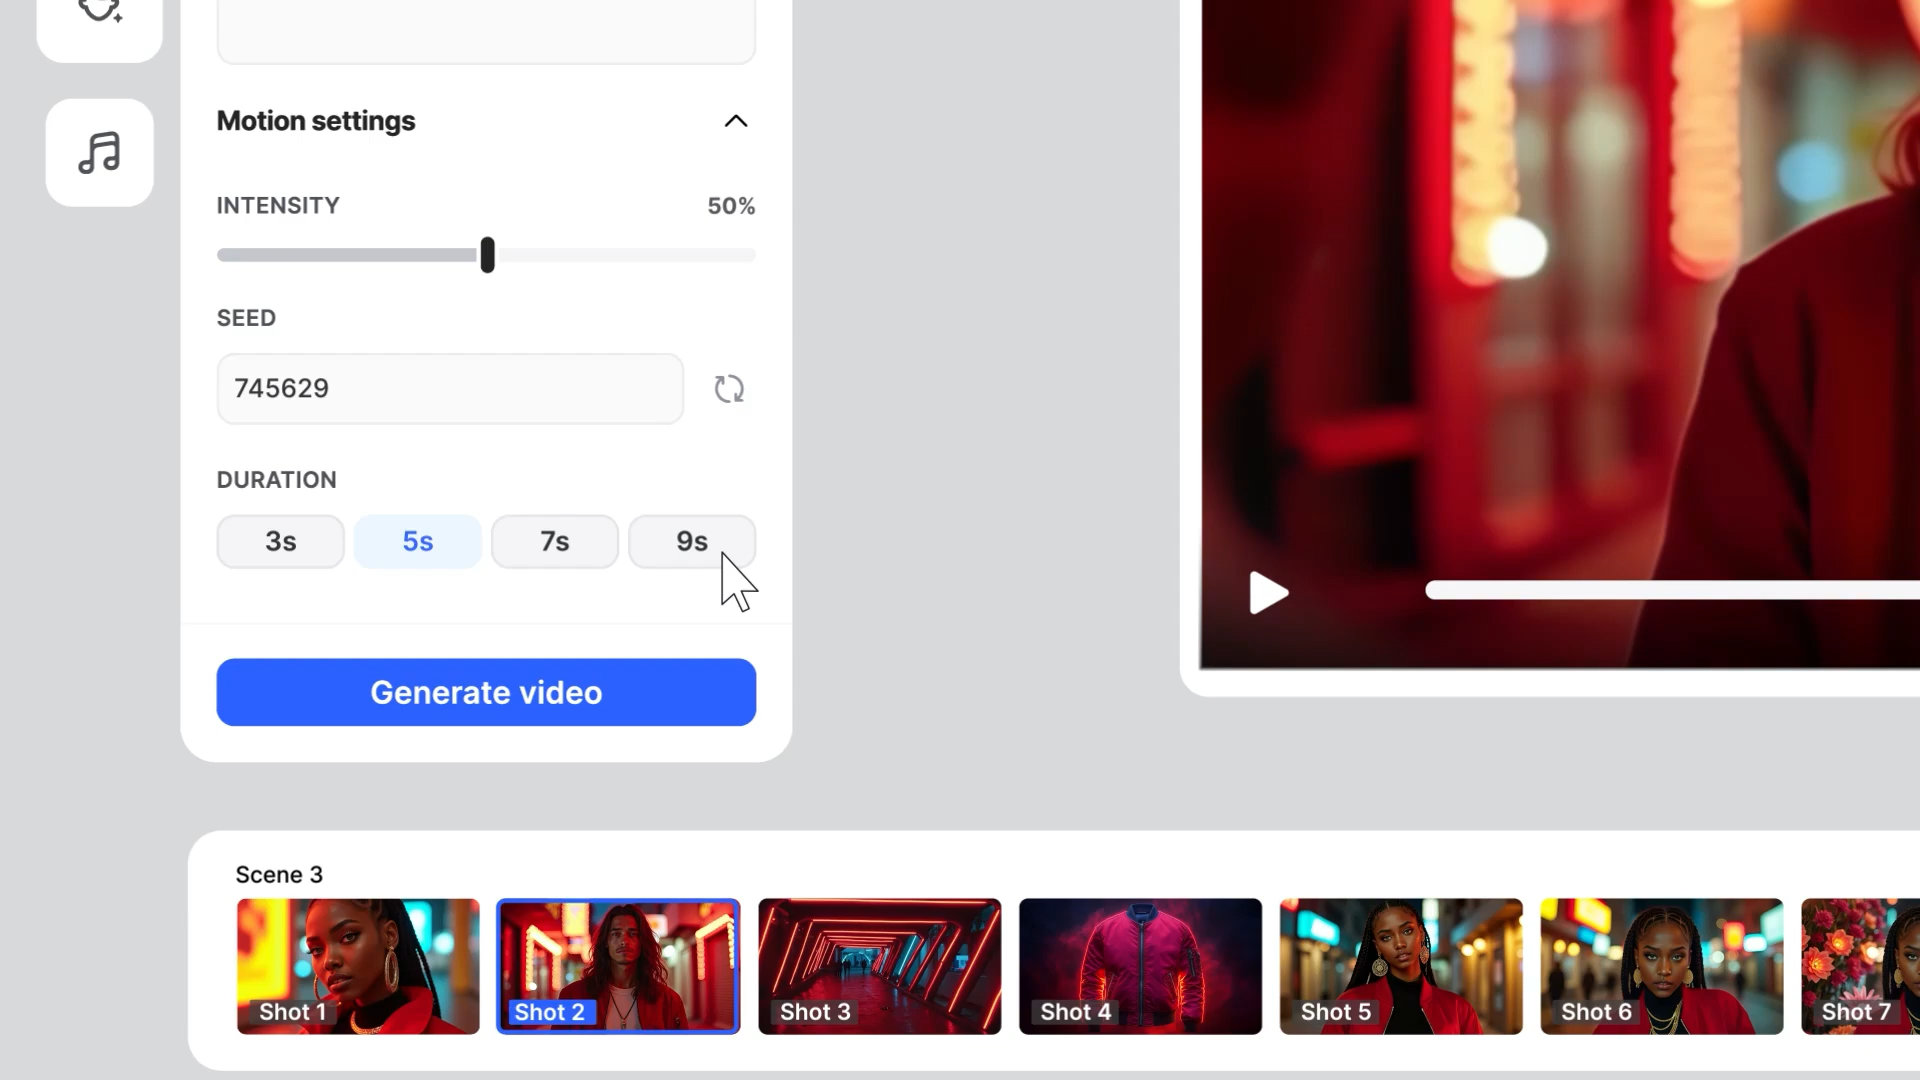 Motion settings
INTENSITY 50%
SEED
745629
DURATION
3s 5s 7s 9s
Generate video
Scene 3
Shot 1 Shot 2 Shot 3 Shot 4 Shot 5 Shot 6 Shot 7